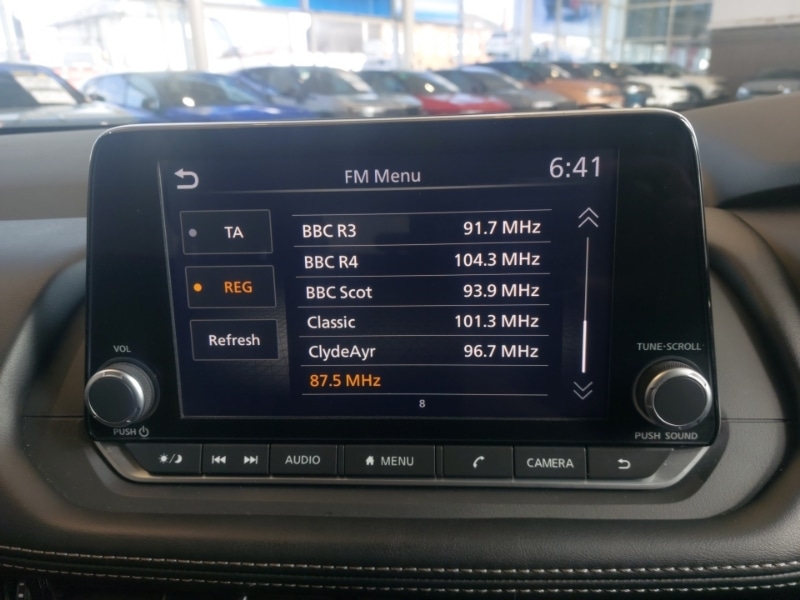 FM Menu
6:41
TA
REG
Refresh
BBC R3 91.7 MHz
BBC R4 104.3 MHz
BBC Scot 93.9 MHz
Classic 101.3 MHz
ClydeAyr 96.7 MHz
87.5 MHz
8
VOL
PUSH
TUNE·SCROLL
PUSH SOUND
AUDIO
MENU
CAMERA